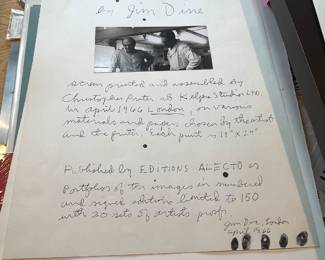 by Jim Dine
screen printed and assembled by
Christopher Prater at Kelpra Studio Ltd.
in april 1966 London, on various
materials and papers chosen by the artist
and the printer. Each print is 19" x 24".
Published by EDITIONS ALECTO as
Portfolios of ten images in numbered
and signed editions limited to 150
with 20 sets of artists proofs.
Jim Dine, London
April 1966